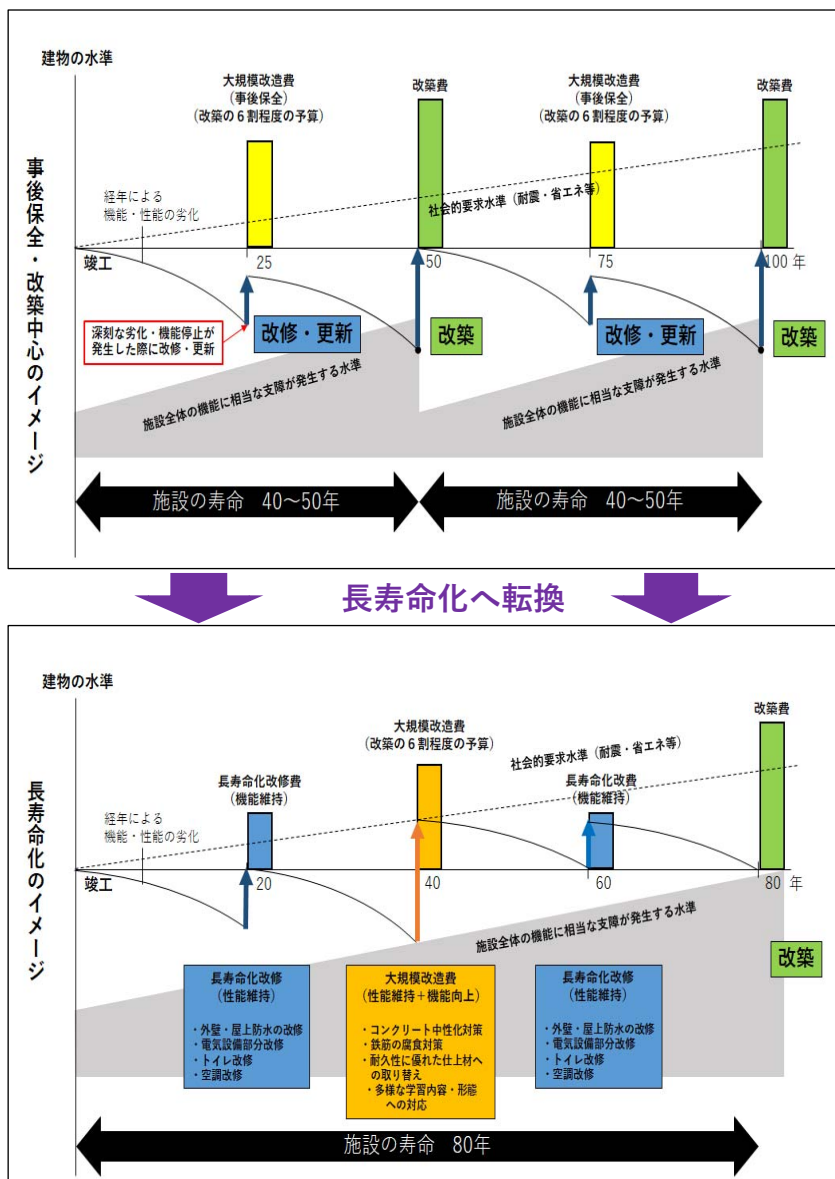 建物の水準
大規模改造費
(事後保全)
(改築の6割程度の予算)
改築費
大規模改造費
(事後保全)
(改築の6割程度の予算)
改築費
事後保全・改築中心のイメージ
経年による
機能・性能の劣化
社会的要求水準(耐震・省エネ等)
竣工
25
50
75
100 年
深刻な劣化・機能停止が
発生した際に改修・更新
改修・更新
改築
改修・更新
改築
施設全体の機能に相当な支障が発生する水準
施設全体の機能に相当な支障が発生する水準
施設の寿命 40~50年
施設の寿命 40~50年
長寿命化へ転換
建物の水準
改築費
大規模改造費
(改築の6割程度の予算)
社会的要求水準(耐震・省エネ等)
長寿命化改修費
(機能維持)
長寿命化改費
(機能維持)
長寿命化のイメージ
経年による
機能・性能の劣化
竣工
20
40
60
80 年
施設全体の機能に相当な支障が発生する水準
改築
長寿命化改修
(性能維持)
・外壁・屋上防水の改修
・電気設備部分改修
・トイレ改修
・空調改修
大規模改造費
(性能維持+機能向上)
・コンクリート中性化対策
・鉄筋の腐食対策
・耐久性に優れた仕上材へ
の取り替え
・多様な学習内容・形態
への対応
長寿命化改修
(性能維持)
・外壁・屋上防水の改修
・電気設備部分改修
・トイレ改修
・空調改修
施設の寿命 80年